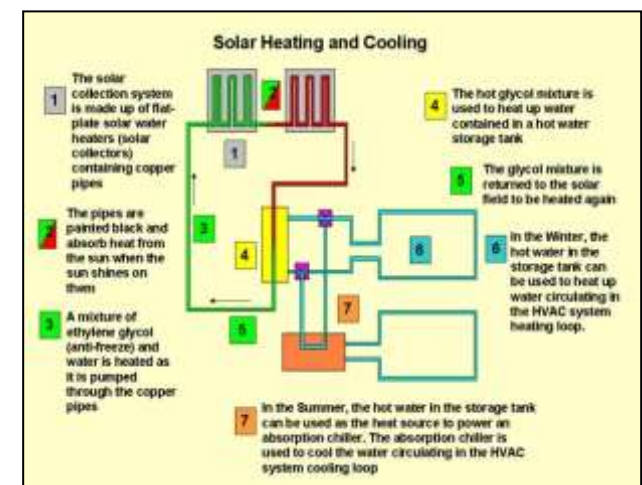 Solar Heating and Cooling
1
The solar
collection system
is made up of flat-
plate solar water
heaters (solar
collectors)
containing copper
pipes
2
The pipes are
painted black and
absorb heat from
the sun when the
sun shines on
them
3
A mixture of
ethylene glycol
(anti-freeze) and
water is heated as
it is pumped
through the copper
pipes
2
1
3
4
5
6
7
4
The hot glycol mixture is
used to heat up water
contained in a hot water
storage tank
5
The glycol mixture is
returned to the solar
field to be heated again
6
In the Winter, the
hot water in the
storage tank can
be used to heat up
water circulating in
the HVAC system
heating loop.
7
In the Summer, the hot water in the storage tank
can be used as the heat source to power an
absorption chiller. The absorption chiller is
used to cool the water circulating in the HVAC
system cooling loop